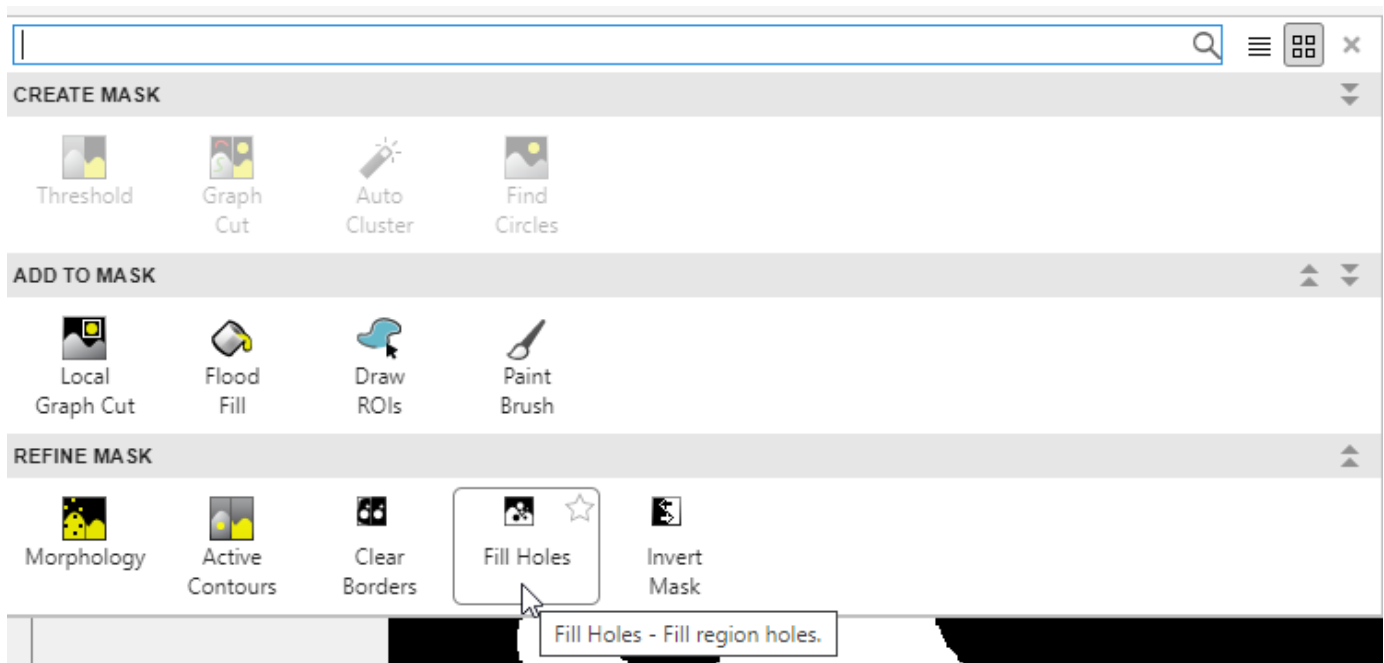 CREATE MASK
Threshold
Graph
Cut
Auto
Cluster
Find
Circles
ADD TO MASK
Local
Graph Cut
Flood
Fill
Draw
ROIs
Paint
Brush
REFINE MASK
Morphology
Active
Contours
Clear
Borders
Fill Holes
Invert
Mask
Fill Holes - Fill region holes.